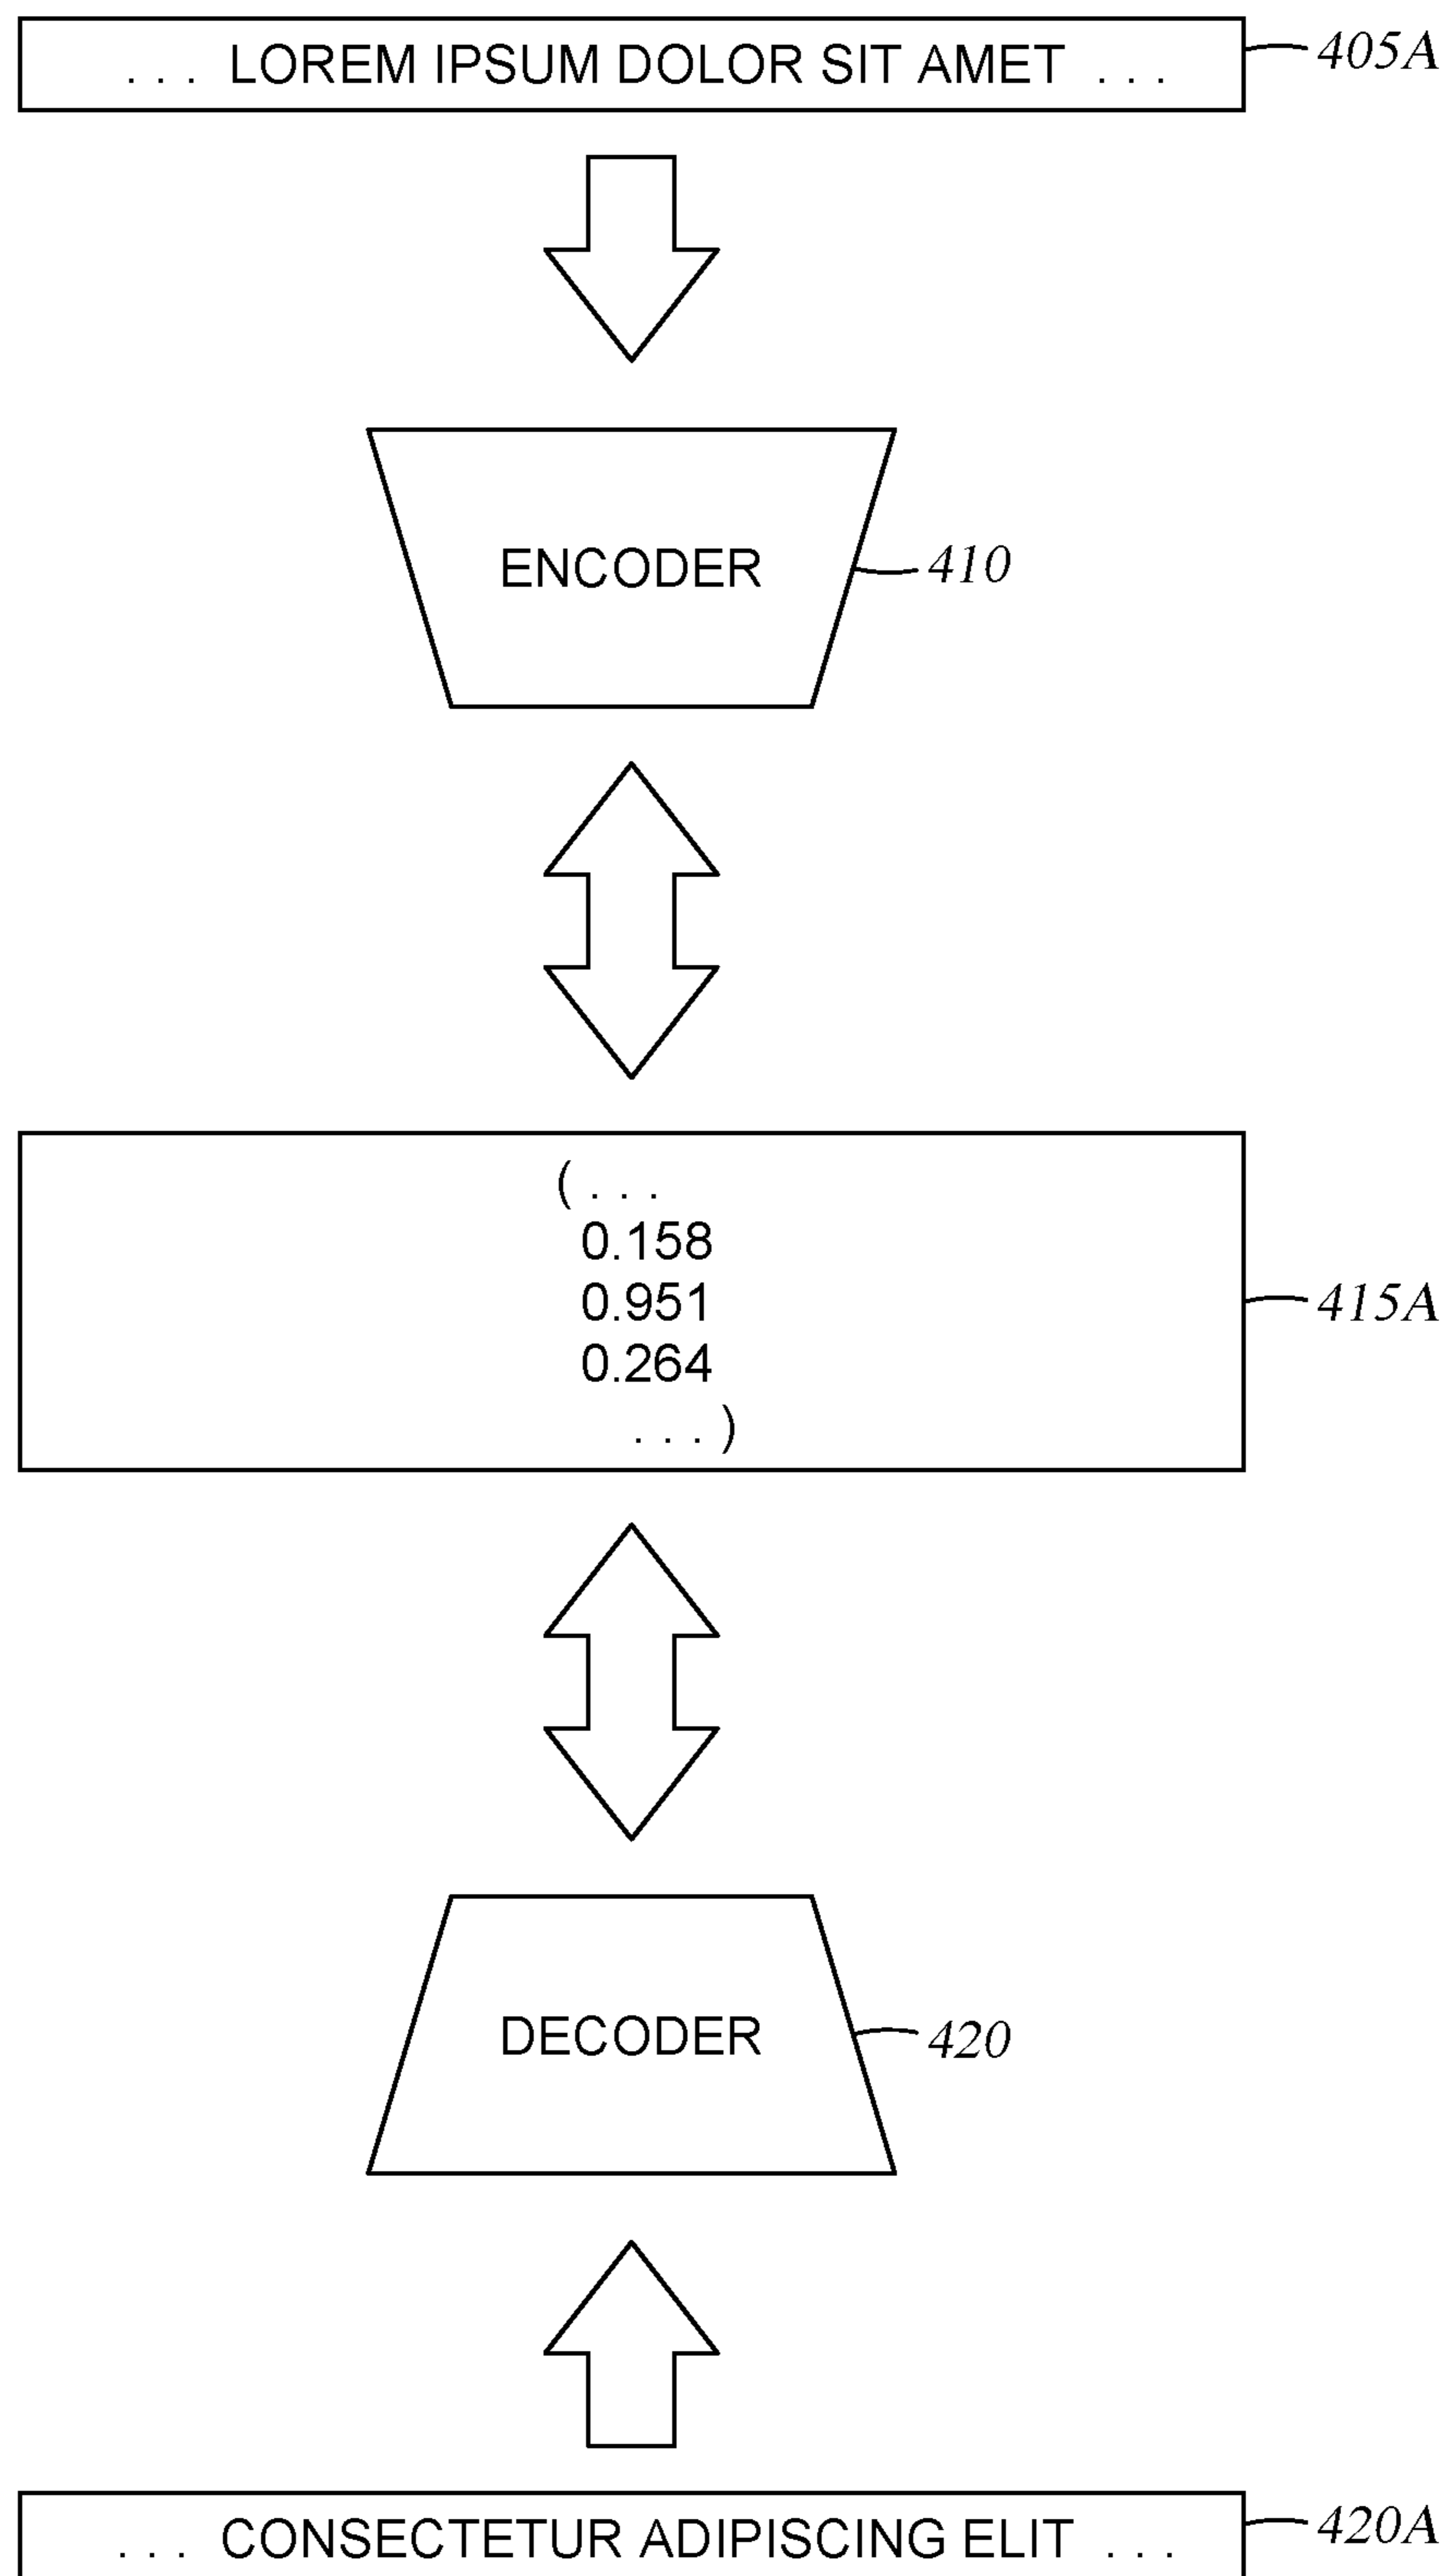 . . . LOREM IPSUM DOLOR SIT AMET . . . 405A
ENCODER 410
( . . .
0.158
0.951
0.264
. . . )
415A
DECODER 420
. . . CONSECTETUR ADIPISCING ELIT . . . 420A